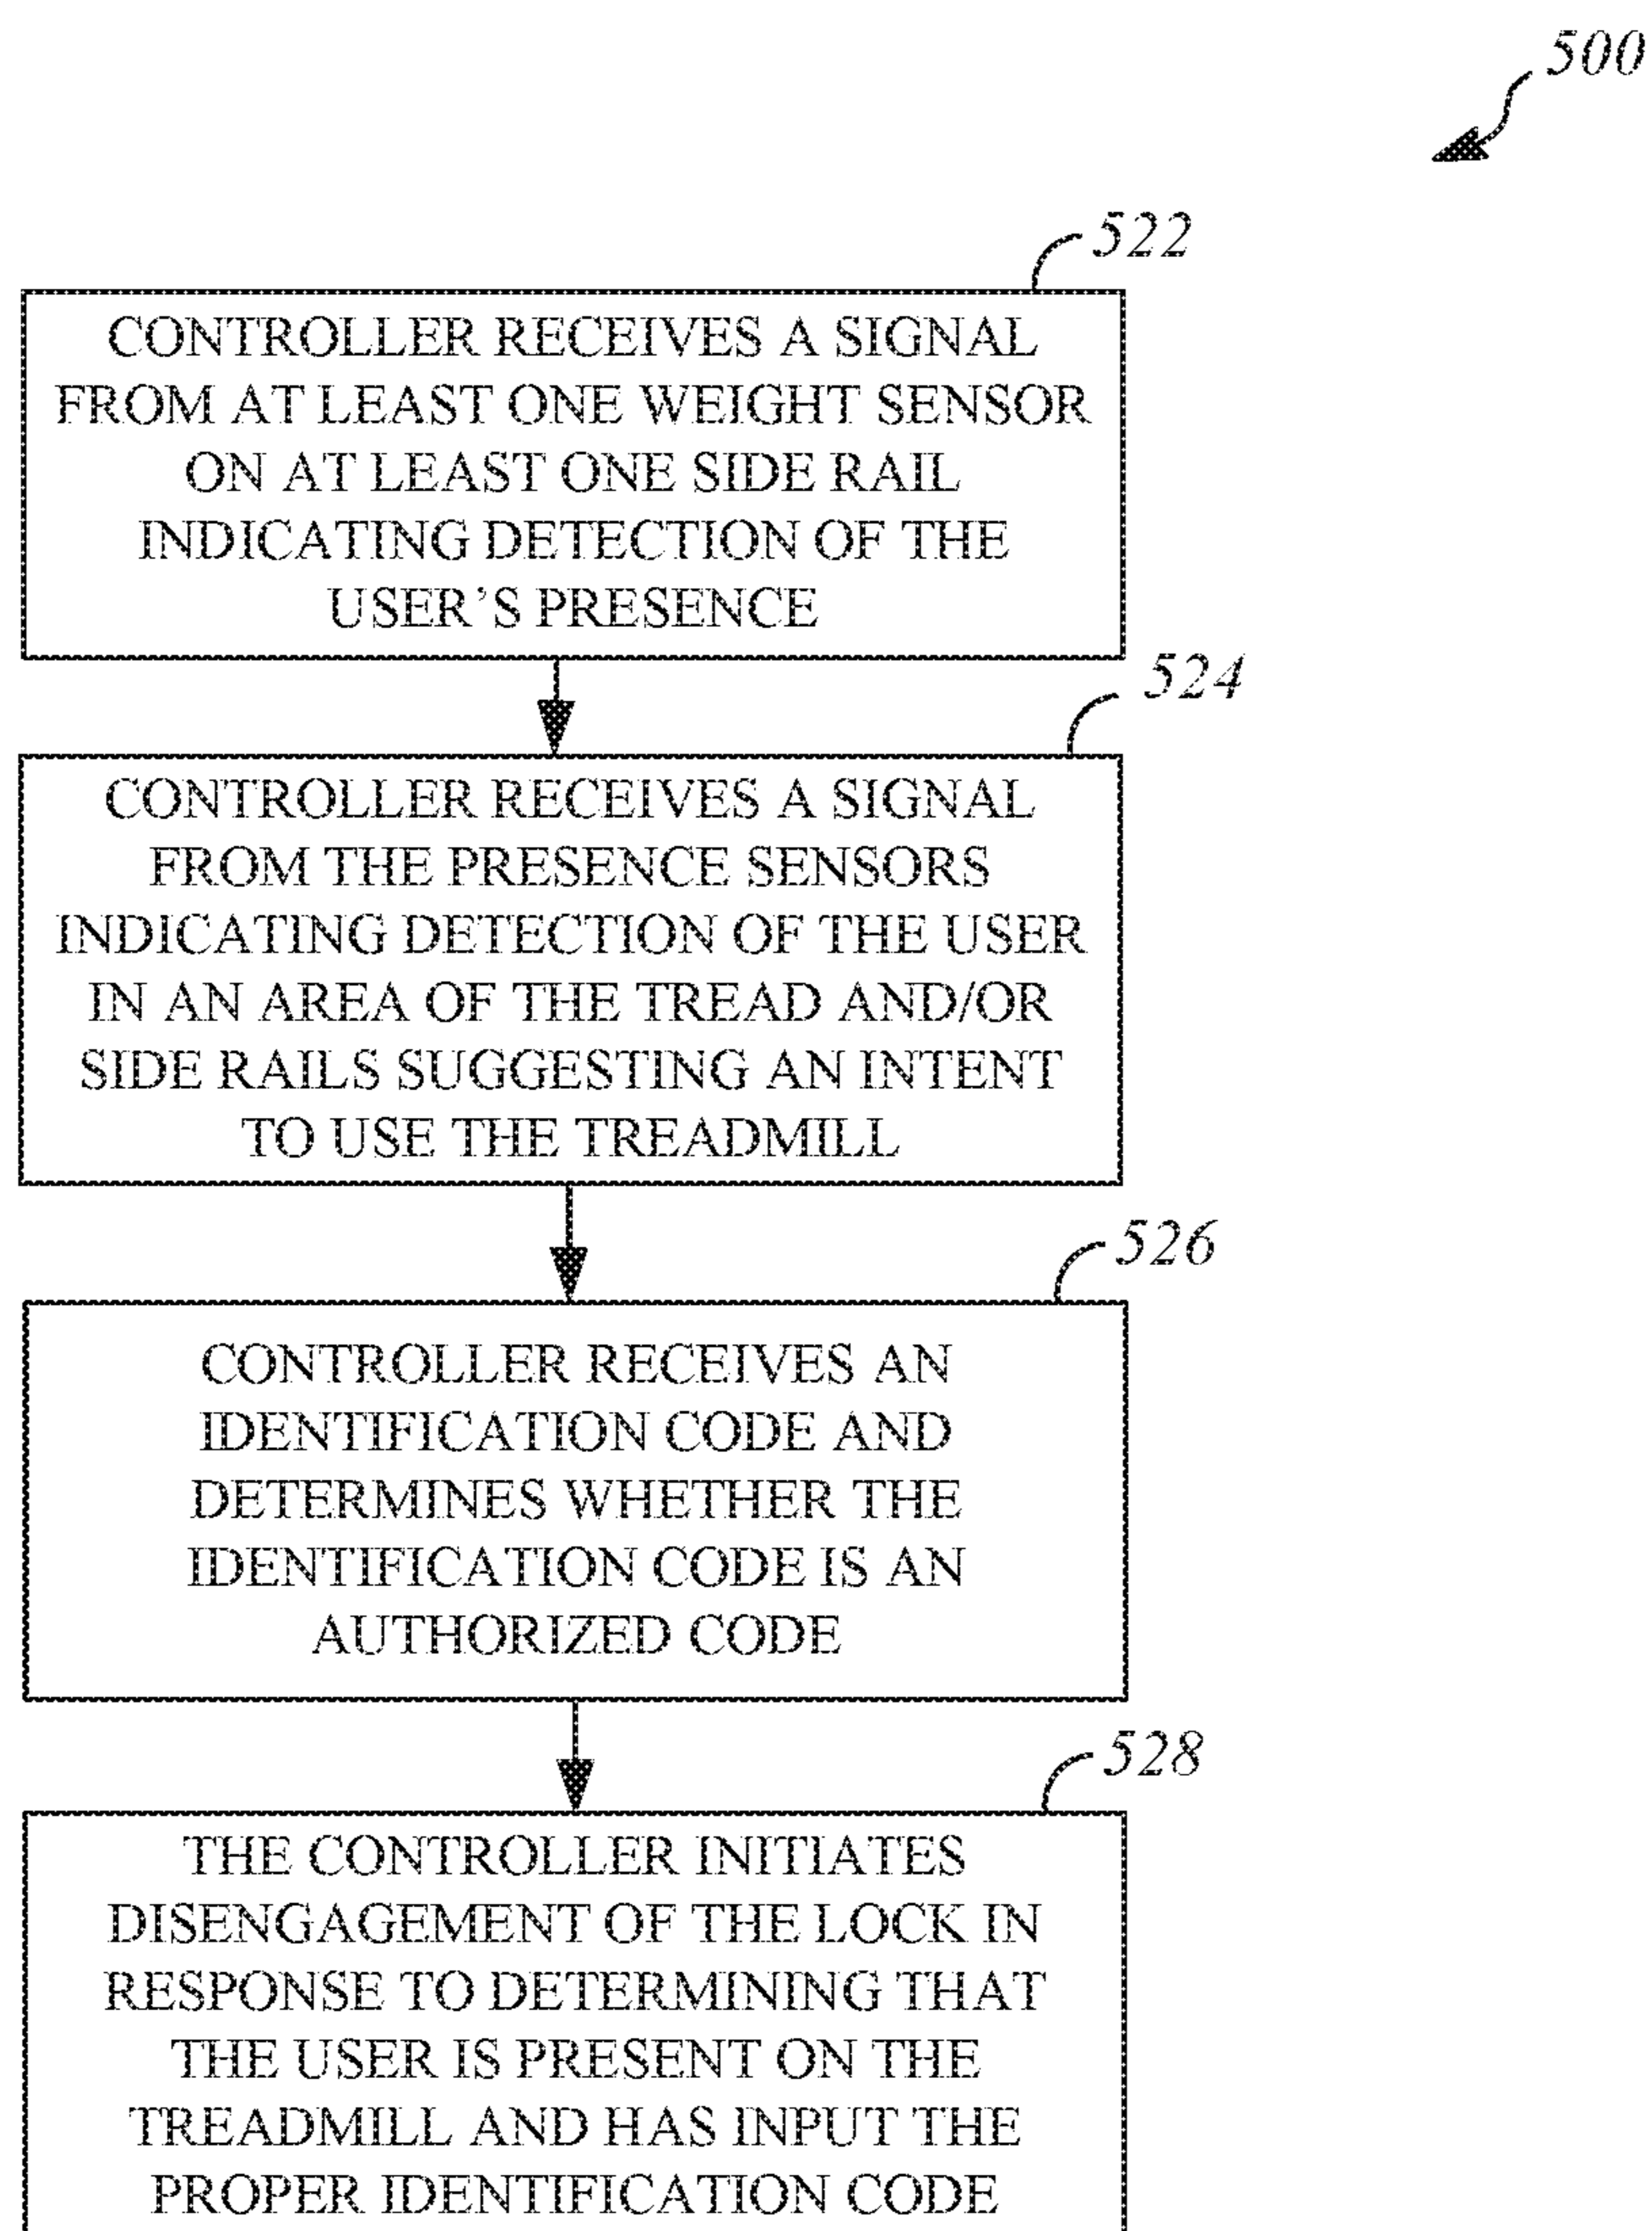 500
522
CONTROLLER RECEIVES A SIGNAL
FROM AT LEAST ONE WEIGHT SENSOR
ON AT LEAST ONE SIDE RAIL
INDICATING DETECTION OF THE
USER'S PRESENCE
524
CONTROLLER RECEIVES A SIGNAL
FROM THE PRESENCE SENSORS
INDICATING DETECTION OF THE USER
IN AN AREA OF THE TREAD AND/OR
SIDE RAILS SUGGESTING AN INTENT
TO USE THE TREADMILL
526
CONTROLLER RECEIVES AN
IDENTIFICATION CODE AND
DETERMINES WHETHER THE
IDENTIFICATION CODE IS AN
AUTHORIZED CODE
528
THE CONTROLLER INITIATES
DISENGAGEMENT OF THE LOCK IN
RESPONSE TO DETERMINING THAT
THE USER IS PRESENT ON THE
TREADMILL AND HAS INPUT THE
PROPER IDENTIFICATION CODE